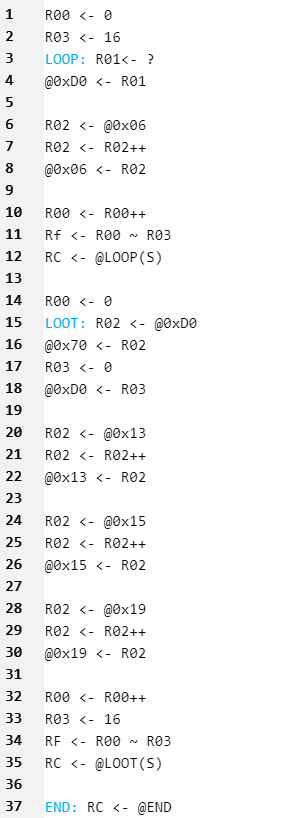 1 R00 <- 0
2 R03 <- 16
3 LOOP: R01<- ?
4 @0xD0 <- R01
5
6 R02 <- @0x06
7 R02 <- R02++
8 @0x06 <- R02
9
10 R00 <- R00++
11 Rf <- R00 ~ R03
12 RC <- @LOOP(S)
13
14 R00 <- 0
15 LOOT: R02 <- @0xD0
16 @0x70 <- R02
17 R03 <- 0
18 @0xD0 <- R03
19
20 R02 <- @0x13
21 R02 <- R02++
22 @0x13 <- R02
23
24 R02 <- @0x15
25 R02 <- R02++
26 @0x15 <- R02
27
28 R02 <- @0x19
29 R02 <- R02++
30 @0x19 <- R02
31
32 R00 <- R00++
33 R03 <- 16
34 RF <- R00 ~ R03
35 RC <- @LOOT(S)
36
37 END: RC <- @END